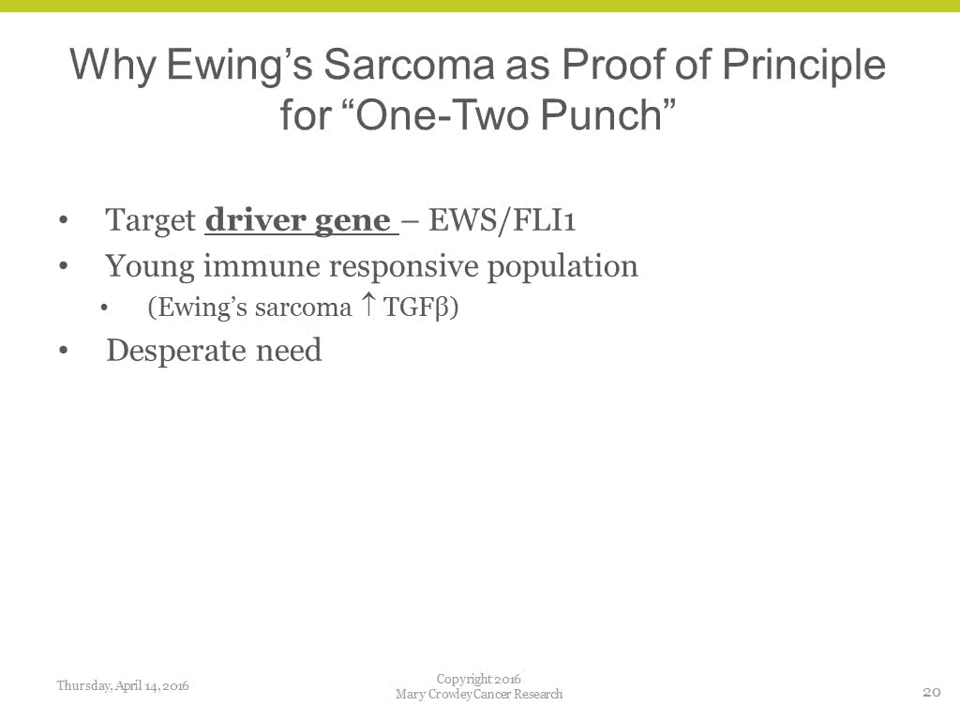 Why Ewing’s Sarcoma as Proof of Principle
for “One-Two Punch”
• Target driver gene – EWS/FLI1
• Young immune responsive population
• (Ewing’s sarcoma ↑ TGFβ)
• Desperate need
Thursday, April 14, 2016
Copyright 2016
Mary Crowley Cancer Research
20